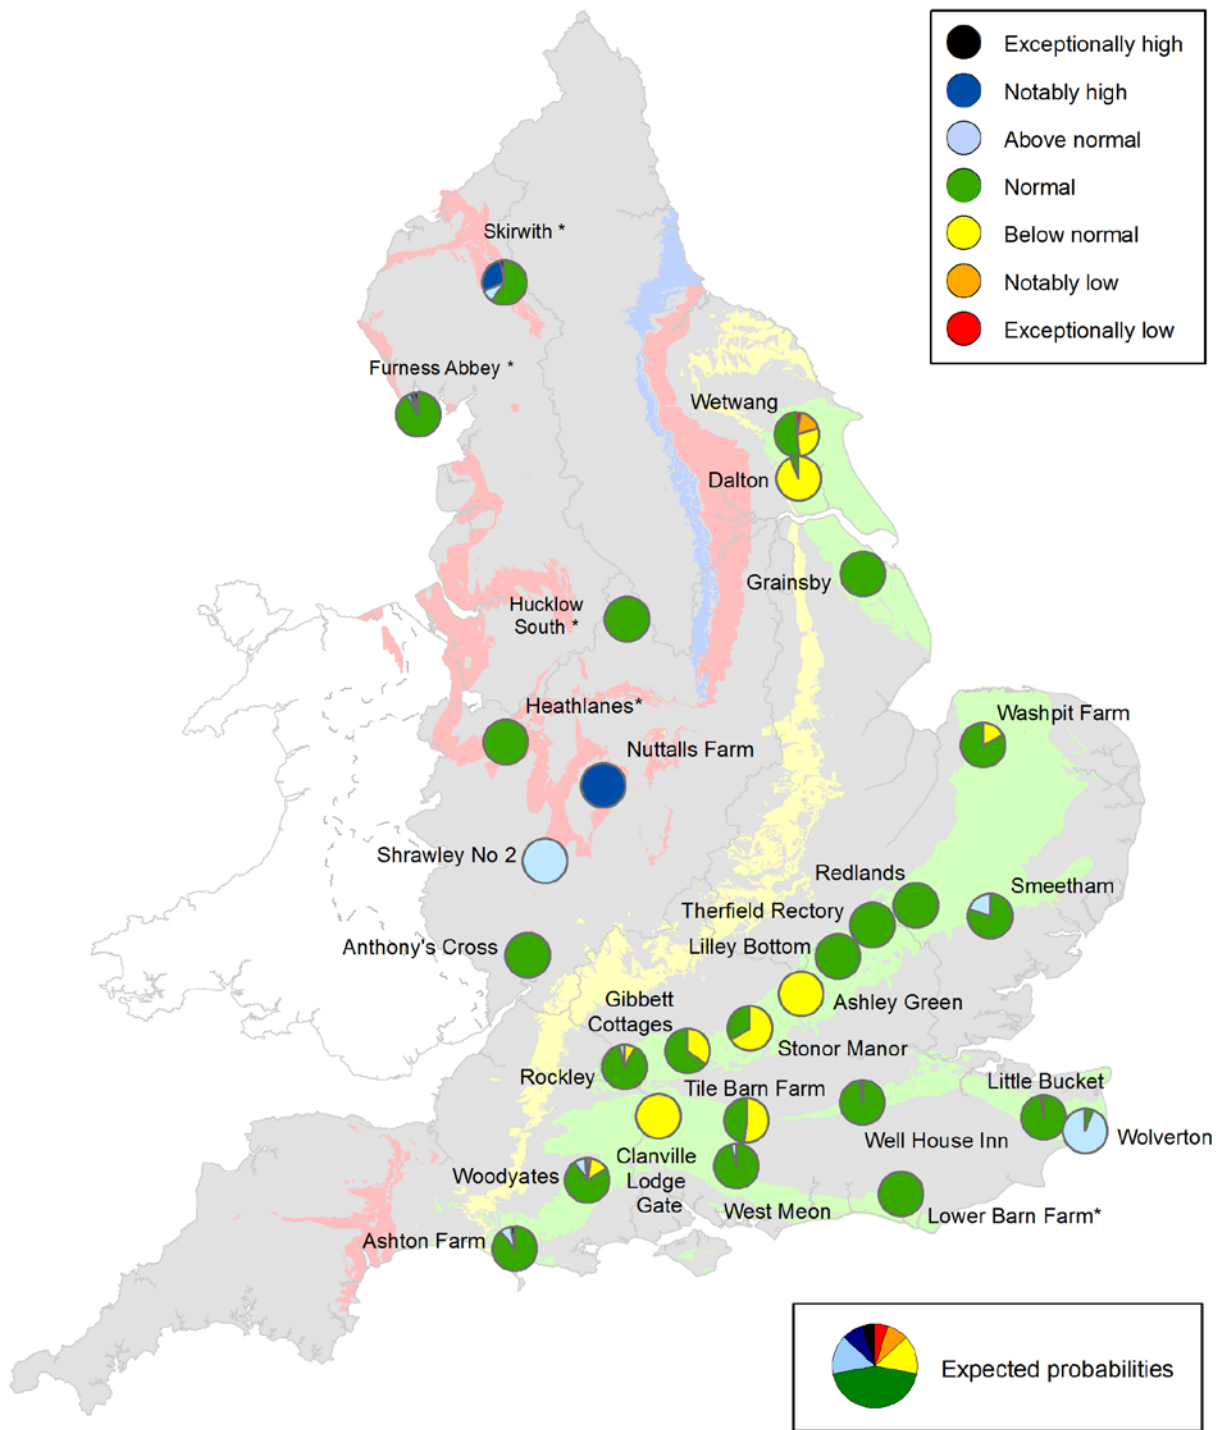 Exceptionally high
Notably high
Above normal
Normal
Below normal
Notably low
Exceptionally low
Skirwith *
Furness Abbey *
Wetwang
Dalton
Grainsby
Hucklow
South *
Heathlanes*
Washpit Farm
Nuttalls Farm
Shrawley No 2
Redlands
Smeetham
Therfield Rectory
Anthony's Cross
Lilley Bottom
Ashley Green
Gibbett
Cottages
Stonor Manor
Rockley
Tile Barn Farm
Little Bucket
Well House Inn
Wolverton
Clanville
Lodge
Gate
Woodyates
West Meon
Lower Barn Farm*
Ashton Farm
Expected probabilities